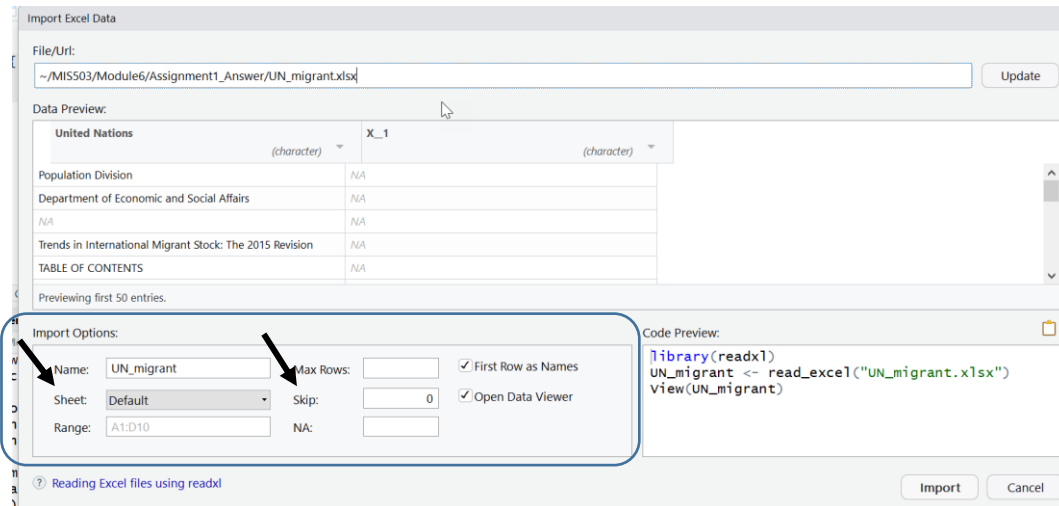 Import Excel Data
File/Url:
~/MIS503/Module6/Assignment1_Answer/UN_migrant.xlsx
Update
Data Preview:
United Nations
(character)
X__1
(character)
Population Division NA
Department of Economic and Social Affairs NA
NA NA
Trends in International Migrant Stock: The 2015 Revision NA
TABLE OF CONTENTS NA
Previewing first 50 entries.
Import Options:
Name: UN_migrant
Max Rows:
First Row as Names
Sheet: Default
Skip: 0
Open Data Viewer
Range: A1:D10
NA:
Code Preview:
library(readxl)
UN_migrant <- read_excel("UN_migrant.xlsx")
View(UN_migrant)
? Reading Excel files using readxl
Import
Cancel